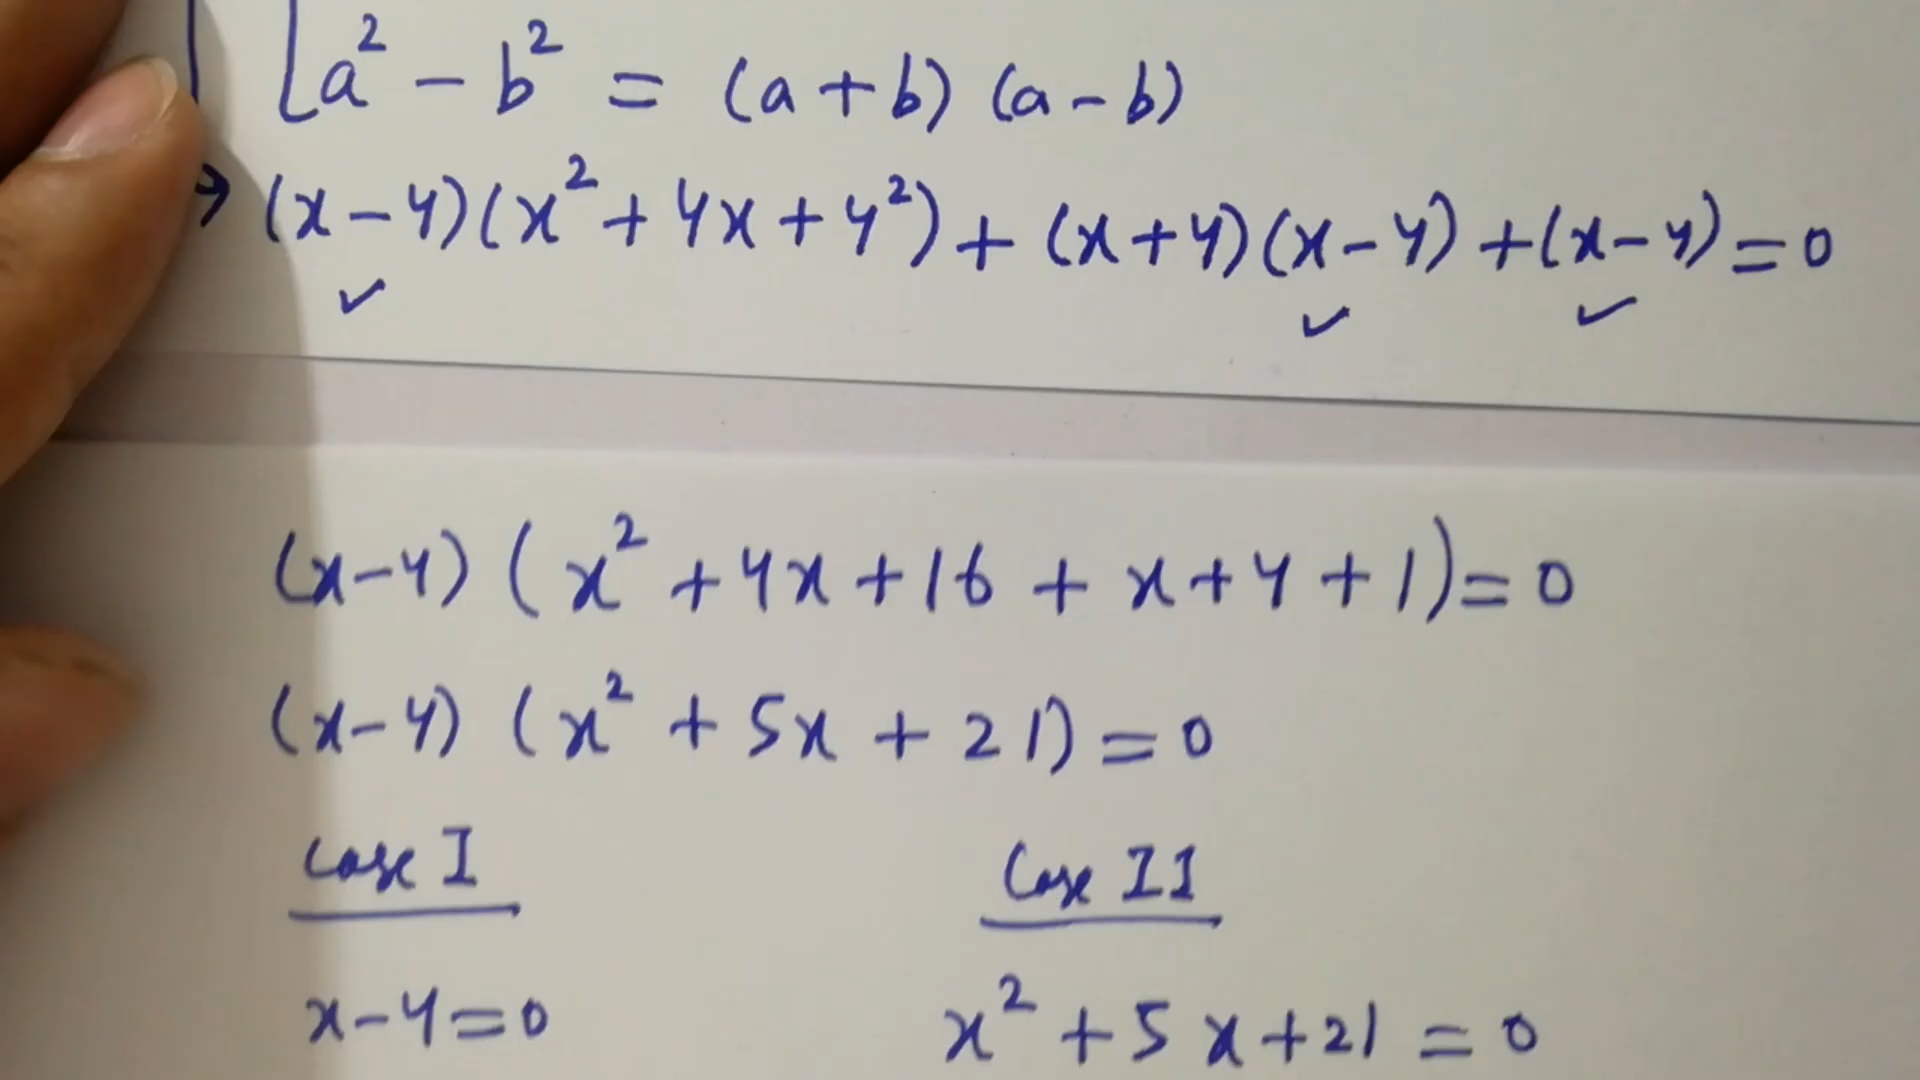 [a² - b² = (a + b) (a - b)
→ (x - 4)(x² + 4x + 4²) + (x + 4)(x - 4) + (x - 4) = 0
(x - 4) (x² + 4x + 16 + x + 4 + 1) = 0
(x - 4) (x² + 5x + 21) = 0
Case I Case II
x - 4 = 0 x² + 5x + 21 = 0